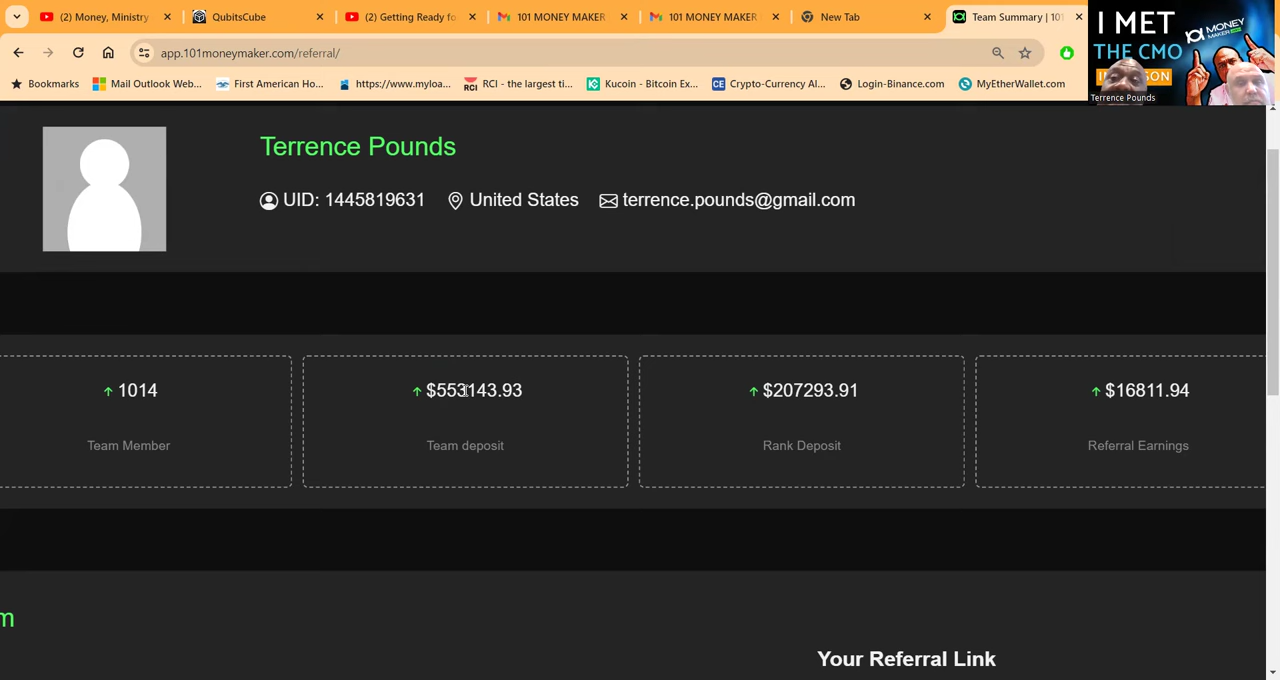 (2) Money, Ministry
QubitsCube
(2) Getting Ready fo
101 MONEY MAKER
101 MONEY MAKER
New Tab
Team Summary | 101
app.101moneymaker.com/referral/
Bookmarks
Mail Outlook Web...
First American Ho...
https://www.myloa...
RCI - the largest ti...
Kucoin - Bitcoin Ex...
Crypto-Currency Al...
Login-Binance.com
MyEtherWallet.com
I MET
THE CMO
101 MONEY
MAKER
Terrence Pounds
Terrence Pounds
UID: 1445819631
United States
terrence.pounds@gmail.com
1014
Team Member
$553143.93
Team deposit
$207293.91
Rank Deposit
$16811.94
Referral Earnings
m
Your Referral Link